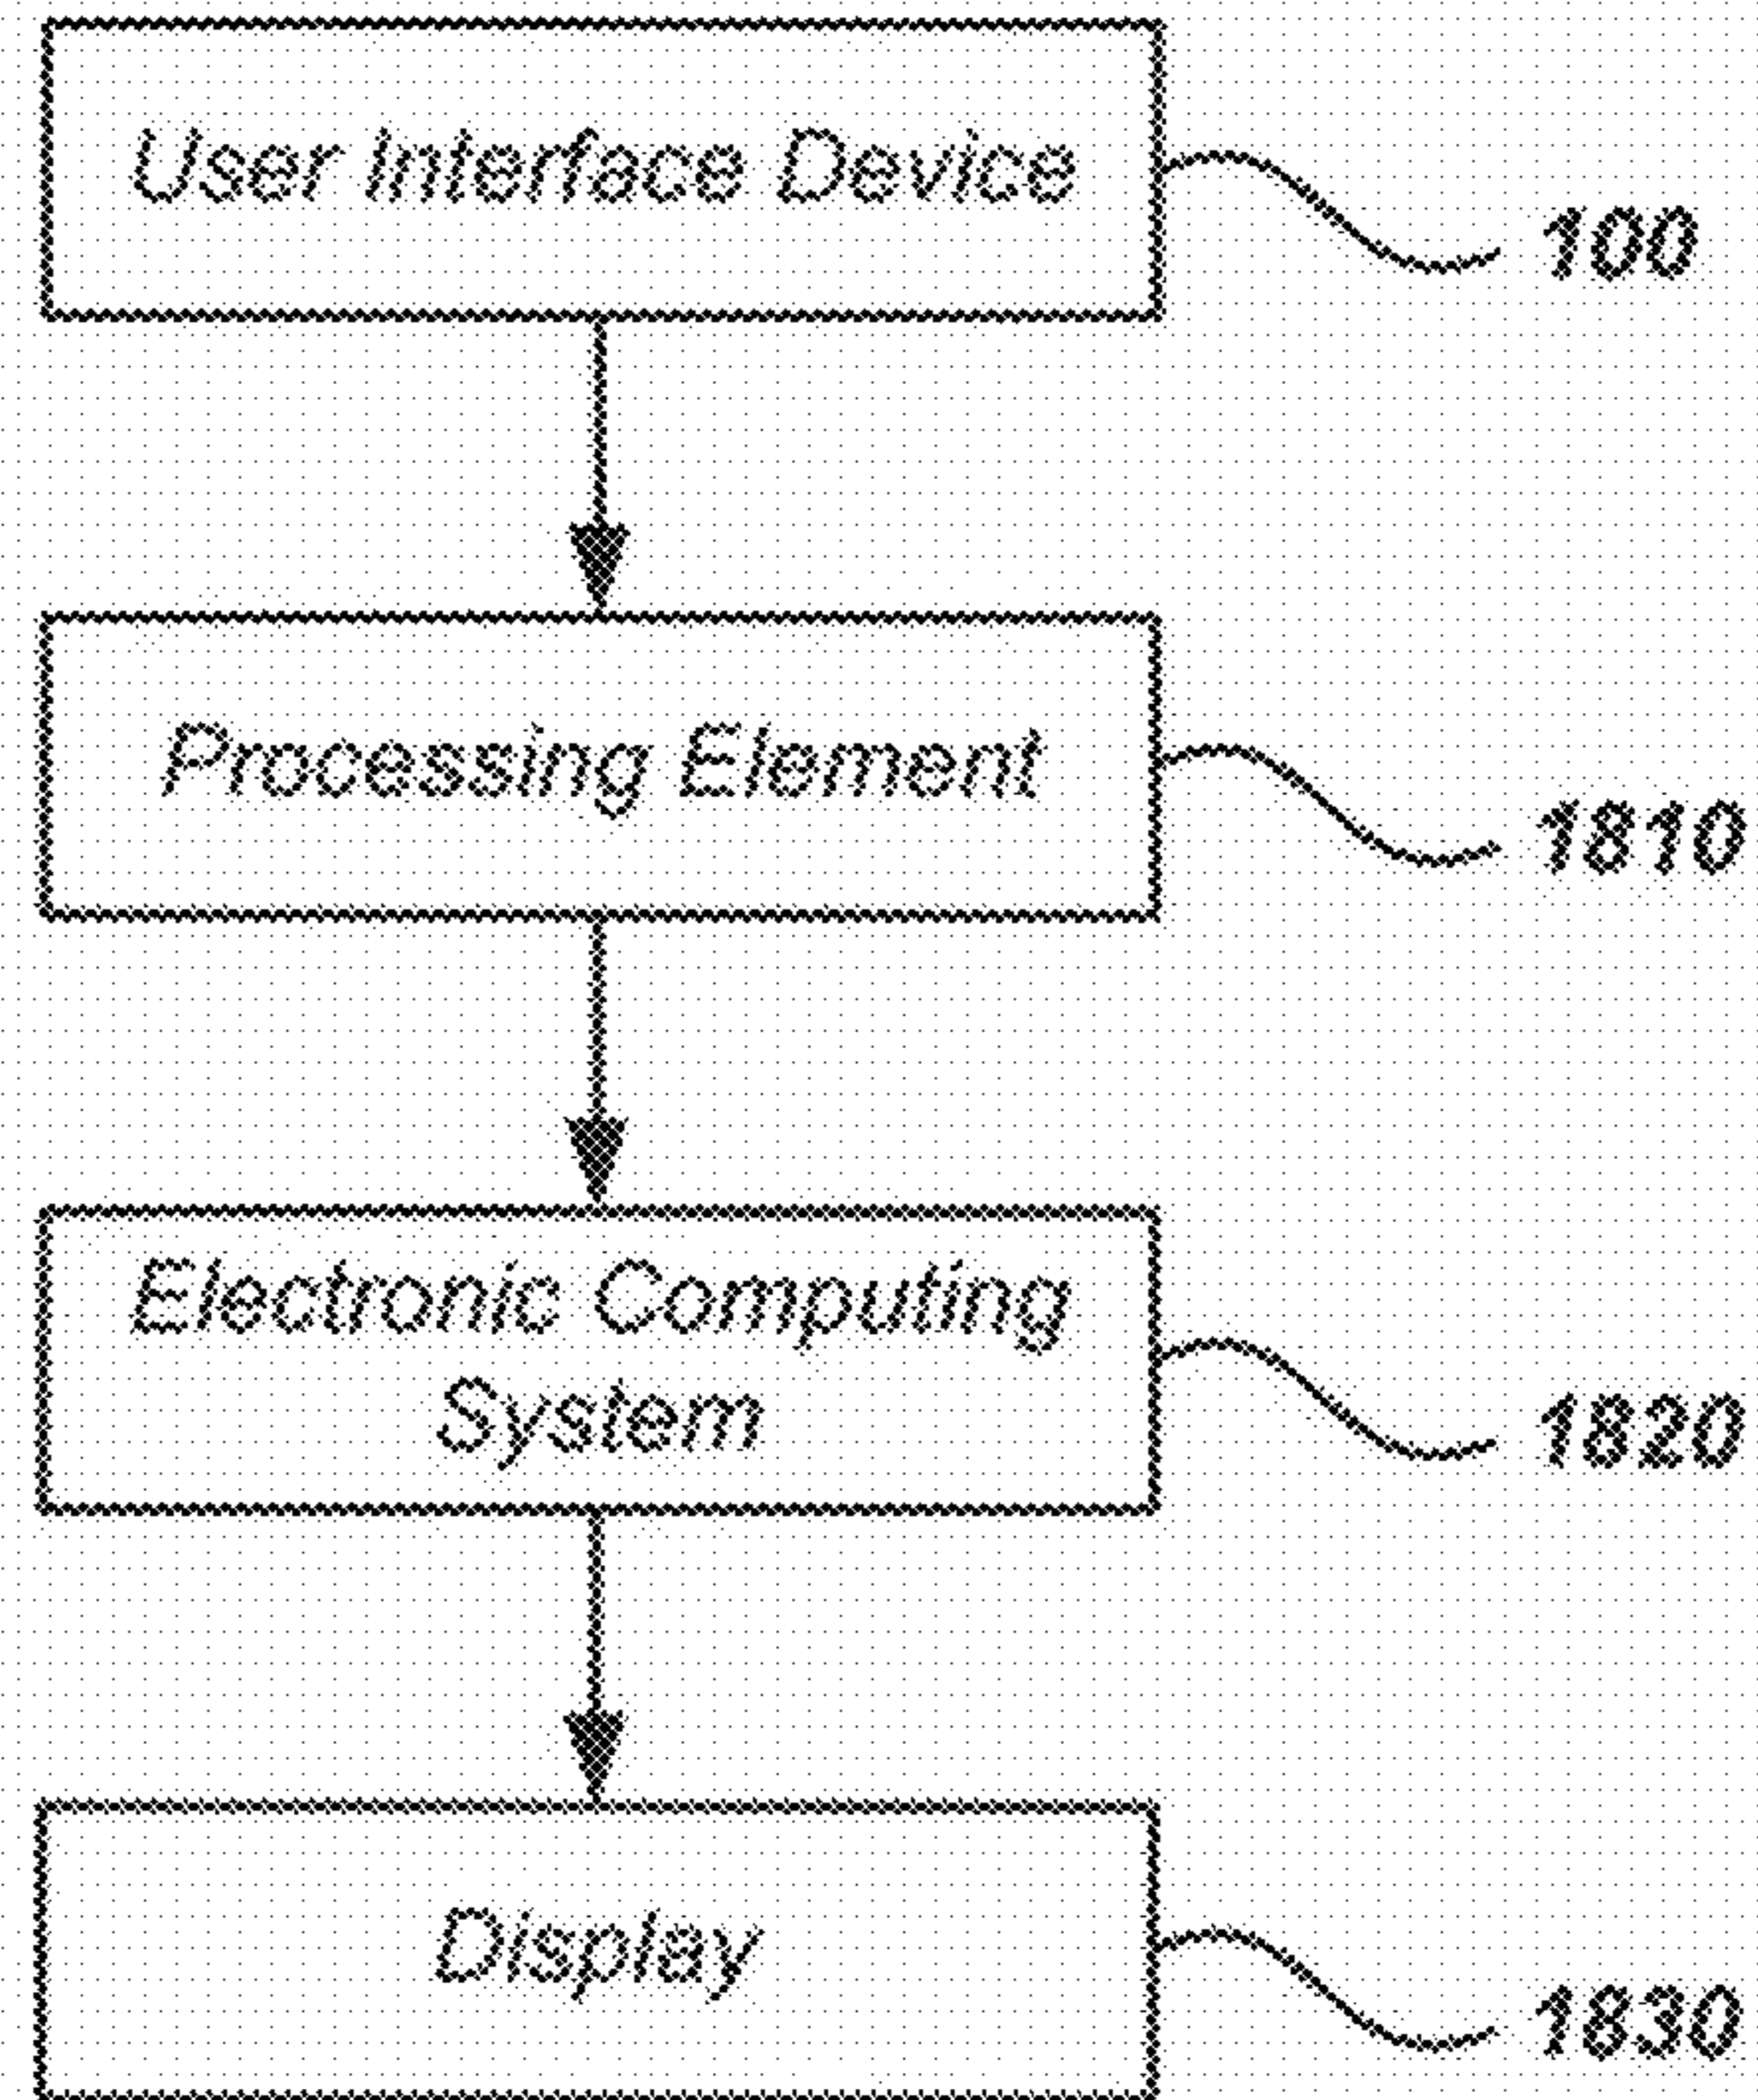 User Interface Device
100
Processing Element
1810
Electronic Computing
System
1820
Display
1830